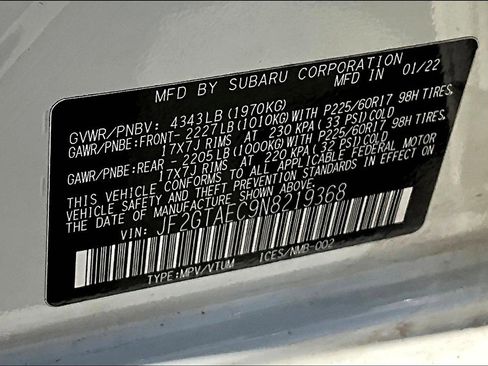 MFD BY SUBARU CORPORATION
MADE IN JAPAN 01/22
GVWR/PNBV: 4343LB(1970KG)
GAWR/PNBE:FRONT- 2227LB(1010KG)WITH P225/60R17 98H TIRES,
17X7J RIMS AT 230 KPA(33 PSI)COLD
GAWR/PNBE:REAR - 2205LB(1000KG)WITH P225/60R17 98H TIRES,
17X7J RIMS AT 220 KPA(32 PSI)COLD
THIS VEHICLE CONFORMS TO ALL APPLICABLE FEDERAL MOTOR
VEHICLE SAFETY AND THEFT PREVENTION STANDARDS IN EFFECT ON
THE DATE OF MANUFACTURE SHOWN ABOVE.
VIN: JF2GTAEC9N8219368
TYPE:MPV/VTUM ICES/NMB-002